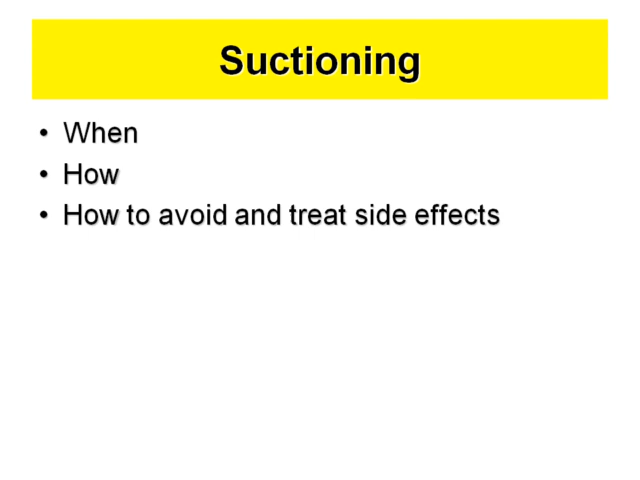 Suctioning
• When
• How
• How to avoid and treat side effects